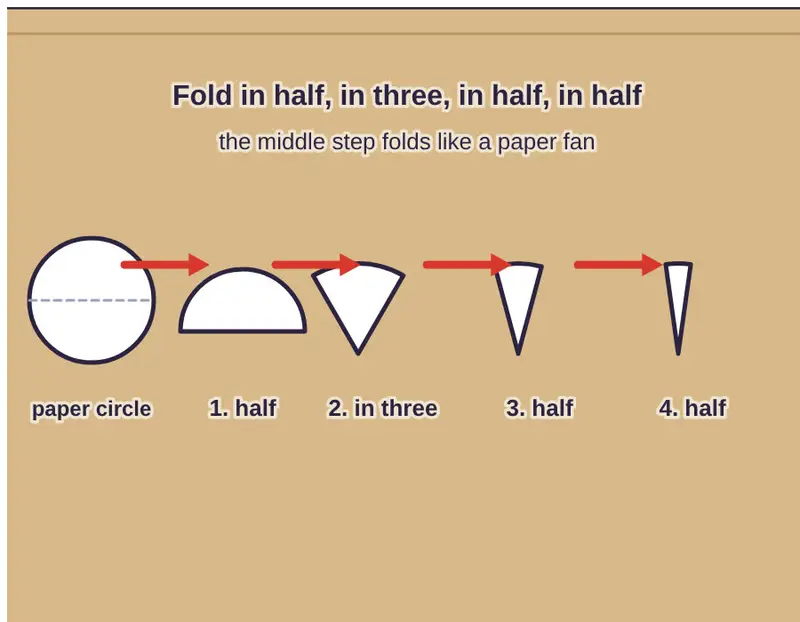 Fold in half, in three, in half, in half
the middle step folds like a paper fan
paper circle
1. half
2. in three
3. half
4. half